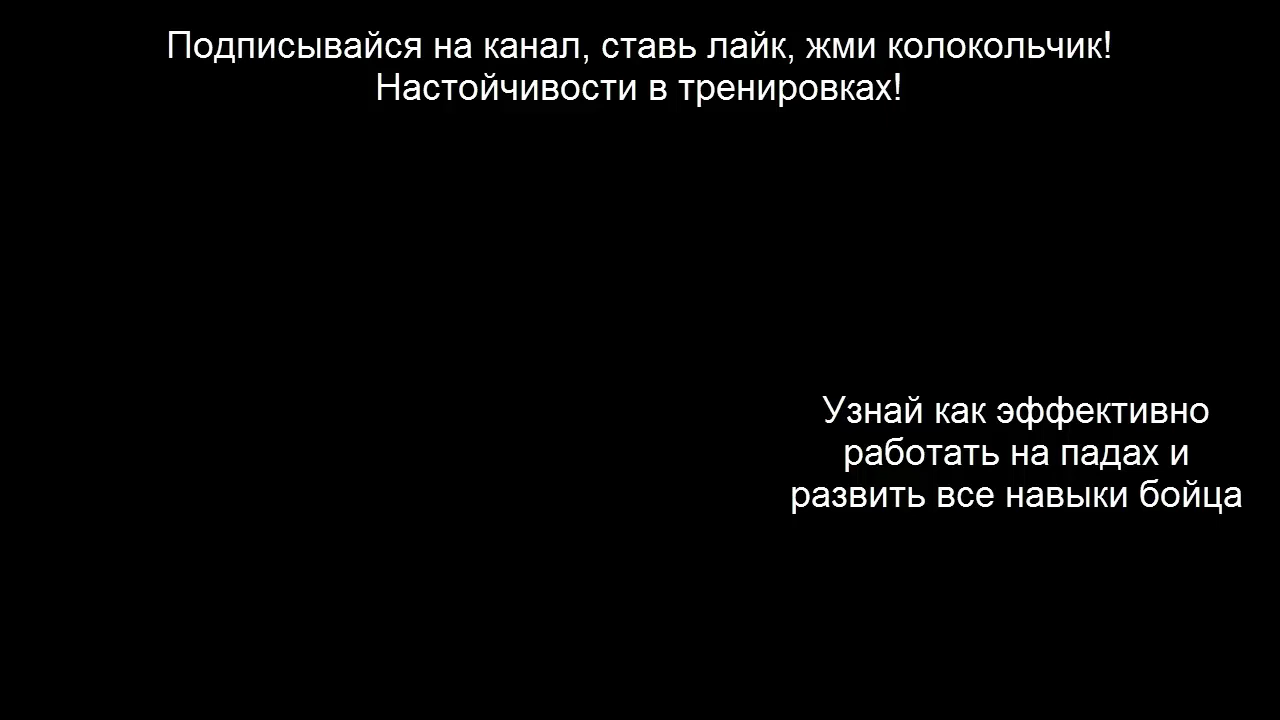 Подписывайся на канал, ставь лайк, жми колокольчик!
Настойчивости в тренировках!
Узнай как эффективно
работать на падах и
развить все навыки бойца